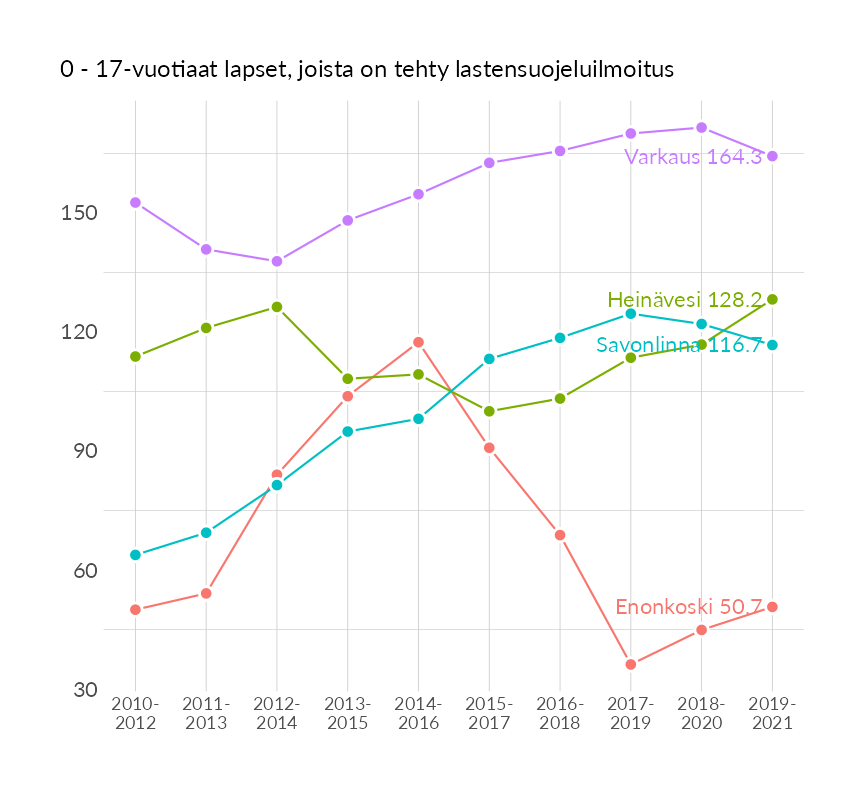 0 - 17-vuotiaat lapset, joista on tehty lastensuojeluilmoitus
Varkaus 164.3
150
Heinävesi 128.2
120
Savonlinna 116.7
90
60
Enonkoski 50.7
30
2010- 2011- 2012- 2013- 2014- 2015- 2016- 2017- 2018- 2019-
2012 2013 2014 2015 2016 2017 2018 2019 2020 2021